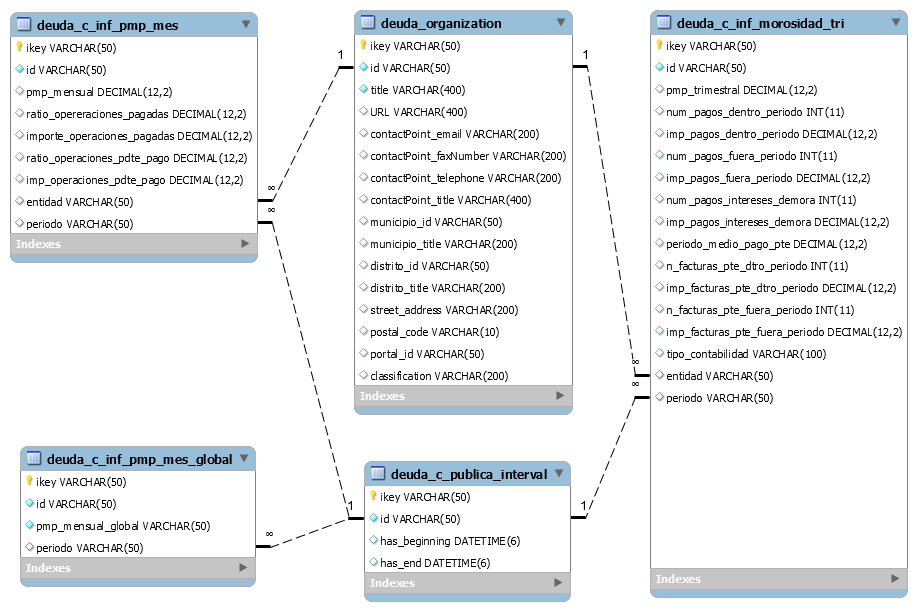 deuda_c_inf_pmp_mes
ikey VARCHAR(50)
id VARCHAR(50)
pmp_mensual DECIMAL(12,2)
ratio_opereraciones_pagadas DECIMAL(12,2)
importe_operaciones_pagadas DECIMAL(12,2)
ratio_operaciones_pdte_pago DECIMAL(12,2)
imp_operaciones_pdte_pago DECIMAL(12,2)
entidad VARCHAR(50)
periodo VARCHAR(50)
Indexes
∞
∞
1
deuda_organization
ikey VARCHAR(50)
id VARCHAR(50)
title VARCHAR(400)
URL VARCHAR(400)
contactPoint_email VARCHAR(200)
contactPoint_faxNumber VARCHAR(200)
contactPoint_telephone VARCHAR(200)
contactPoint_title VARCHAR(400)
municipio_id VARCHAR(50)
municipio_title VARCHAR(200)
distrito_id VARCHAR(50)
distrito_title VARCHAR(200)
street_address VARCHAR(200)
postal_code VARCHAR(10)
portal_id VARCHAR(50)
classification VARCHAR(200)
Indexes
1
deuda_c_inf_morosidad_tri
ikey VARCHAR(50)
id VARCHAR(50)
pmp_trimestral DECIMAL(12,2)
num_pagos_dentro_periodo INT(11)
imp_pagos_dentro_periodo DECIMAL(12,2)
num_pagos_fuera_periodo INT(11)
imp_pagos_fuera_periodo DECIMAL(12,2)
num_pagos_intereses_demora INT(11)
imp_pagos_intereses_demora DECIMAL(12,2)
periodo_medio_pago_pte DECIMAL(12,2)
n_facturas_pte_dtro_periodo INT(11)
imp_facturas_pte_dtro_periodo DECIMAL(12,2)
n_facturas_pte_fuera_periodo INT(11)
imp_facturas_pte_fuera_periodo DECIMAL(12,2)
tipo_contabilidad VARCHAR(100)
entidad VARCHAR(50)
periodo VARCHAR(50)
Indexes
∞
∞
deuda_c_inf_pmp_mes_global
ikey VARCHAR(50)
id VARCHAR(50)
pmp_mensual_global VARCHAR(50)
periodo VARCHAR(50)
Indexes
∞
1
deuda_c_publica_interval
ikey VARCHAR(50)
id VARCHAR(50)
has_beginning DATETIME(6)
has_end DATETIME(6)
Indexes
1